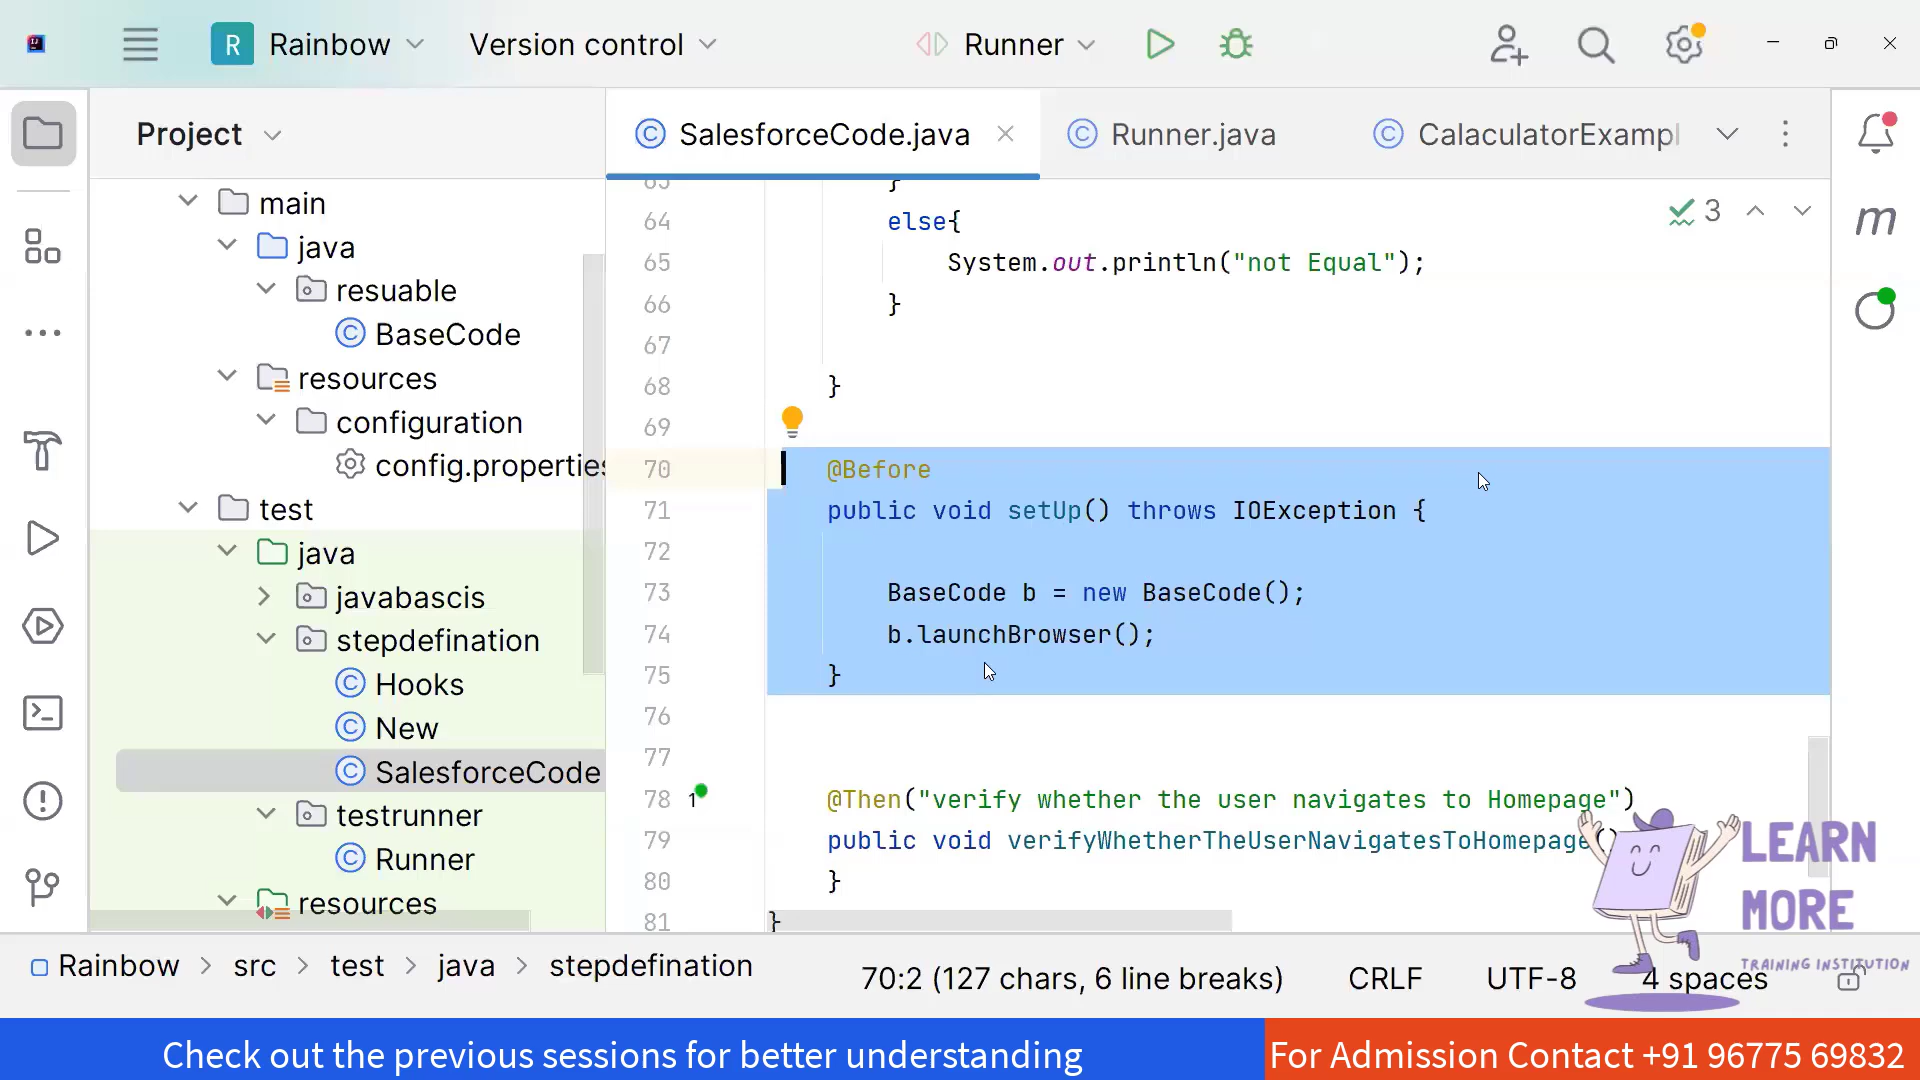 R Rainbow Version control Runner
Project
SalesforceCode.java
Runner.java
CalaculatorExampl
main
java
resuable
BaseCode
resources
configuration
config.properties
test
java
javabascis
stepdefination
Hooks
New
SalesforceCode
testrunner
Runner
resources
3
m
63 }
64 else{
65 System.out.println("not Equal");
66 }
67
68 }
69
70 @Before
71 public void setUp() throws IOException {
72
73 BaseCode b = new BaseCode();
74 b.launchBrowser();
75 }
76
77
78 @Then("verify whether the user navigates to Homepage")
79 public void verifyWhetherTheUserNavigatesToHomepage()
80 }
81 }
LEARN
MORE
TRAINING INSTITUTION
Rainbow > src > test > java > stepdefination
70:2 (127 chars, 6 line breaks) CRLF UTF-8 4 spaces
Check out the previous sessions for better understanding
For Admission Contact +91 96775 69832